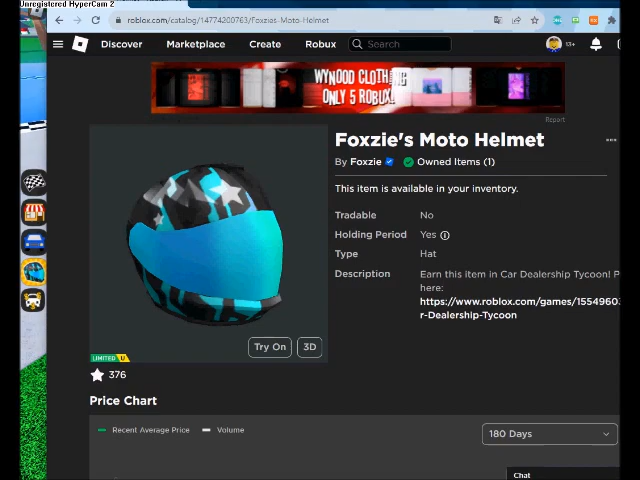 Unregistered HyperCam 2
roblox.com/catalog/14774200763/Foxzies-Moto-Helmet
Discover
Marketplace
Create
Robux
Search
13+
WYNOOD CLOTHING
ONLY 5 ROBUX!
Report
Foxzie's Moto Helmet
By Foxzie
Owned Items (1)
This item is available in your inventory.
Tradable
No
Holding Period
Yes
Type
Hat
Description
Earn this item in Car Dealership Tycoon! P
here:
https://www.roblox.com/games/1554960
r-Dealership-Tycoon
Try On
3D
LIMITED U
376
Price Chart
Recent Average Price
Volume
180 Days
Chat